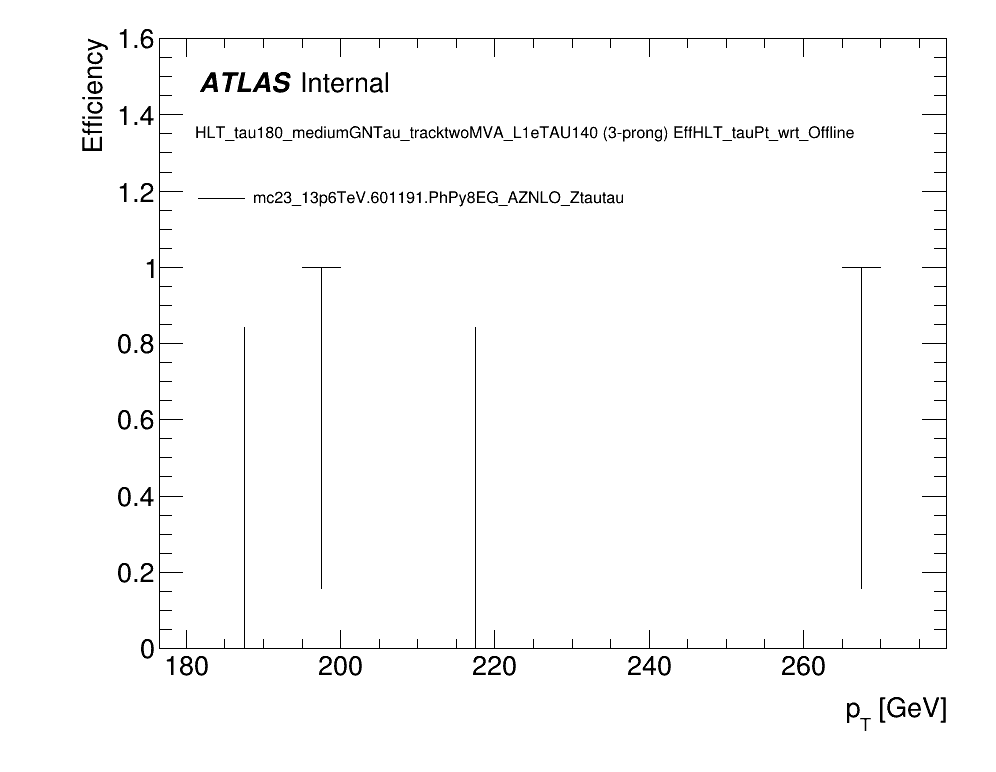 Efficiency
1.6
1.4
1.2
1
0.8
0.6
0.4
0.2
0
ATLAS Internal
HLT_tau180_mediumGNTau_tracktwoMVA_L1eTAU140 (3-prong) EffHLT_tauPt_wrt_Offline
mc23_13p6TeV.601191.PhPy8EG_AZNLO_Ztautau
180 200 220 240 260
p_T [GeV]